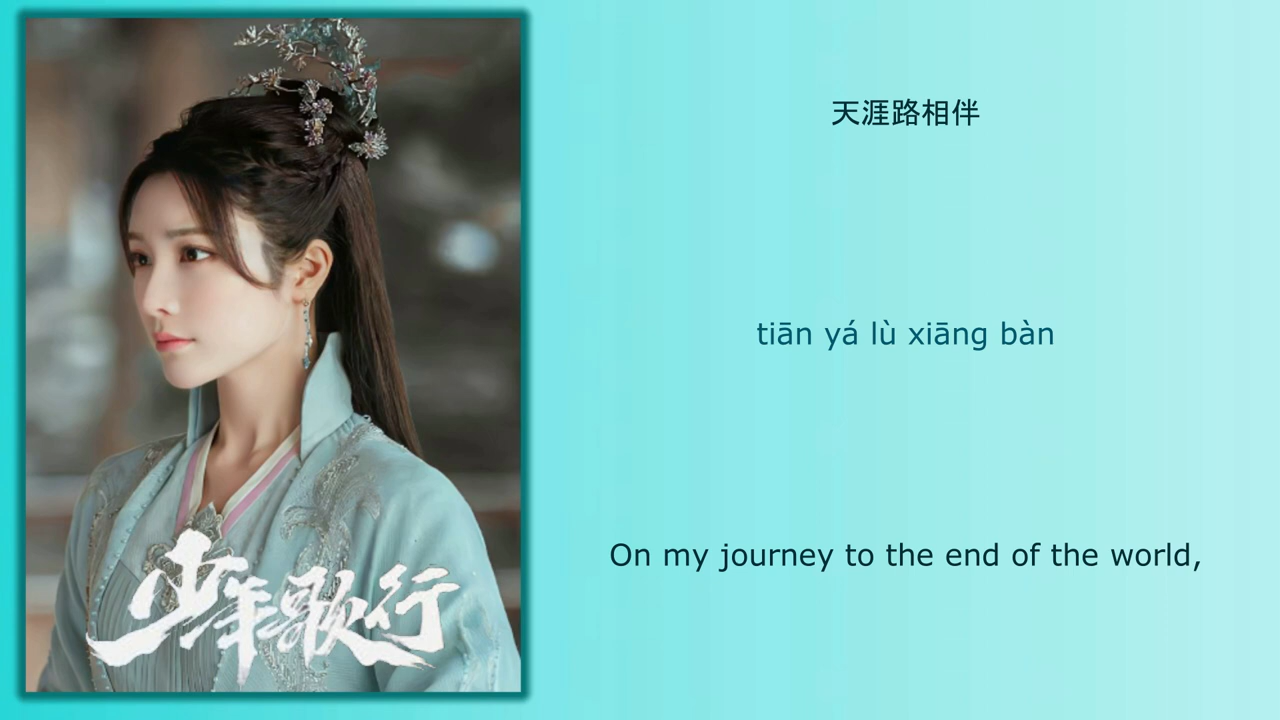 天涯路相伴
tiān yá lù xiāng bàn
On my journey to the end of the world,
少年歌行